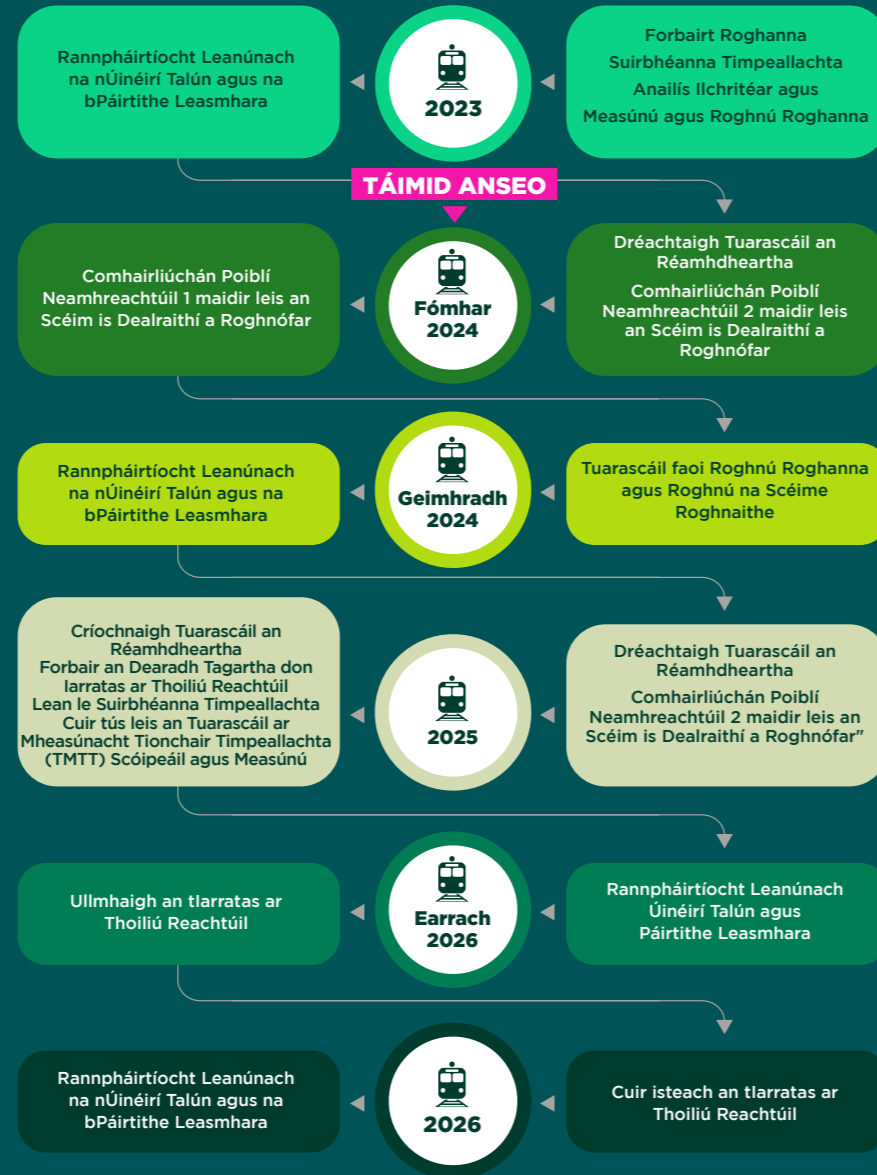 Rannpháirtíocht Leanúnach
na nÚinéirí Talún agus na
bPáirtithe Leasmhara
2023
Forbairt Roghanna
Suirbhéanna Timpeallachta
Anailís Ilchritéar agus
Measúnú agus Roghnú Roghanna
TÁIMID ANSEO
Comhairliúchán Poiblí
Neamhreachtúil 1 maidir leis an
Scéim is Dealraithí a Roghnófar
Fómhar
2024
Dréachtaigh Tuarascáil an
Réamhdheartha
Comhairliúchán Poiblí
Neamhreachtúil 2 maidir leis
an Scéim is Dealraithí a
Roghnófar
Rannpháirtíocht Leanúnach
na nÚinéirí Talún agus na
bPáirtithe Leasmhara
Geimhradh
2024
Tuarascáil faoi Roghnú Roghanna
agus Roghnú na Scéime
Roghnaithe
Críochnaigh Tuarascáil an
Réamhdheartha
Forbair an Dearadh Tagartha don
Iarratas ar Thoiliú Reachtúil
Lean le Suirbhéanna Timpeallachta
Cuir tús leis an Tuarascáil ar
Mheasúnacht Tionchair Timpeallachta
(TMTT) Scóipeáil agus Measúnú
2025
Dréachtaigh Tuarascáil an
Réamhdheartha
Comhairliúchán Poiblí
Neamhreachtúil 2 maidir leis an
Scéim is Dealraithí a Roghnófar"
Ullmhaigh an tIarratas ar
Thoiliú Reachtúil
Earrach
2026
Rannpháirtíocht Leanúnach
Úinéirí Talún agus
Páirtithe Leasmhara
Rannpháirtíocht Leanúnach
na nÚinéirí Talún agus na
bPáirtithe Leasmhara
2026
Cuir isteach an tIarratas ar
Thoiliú Reachtúil